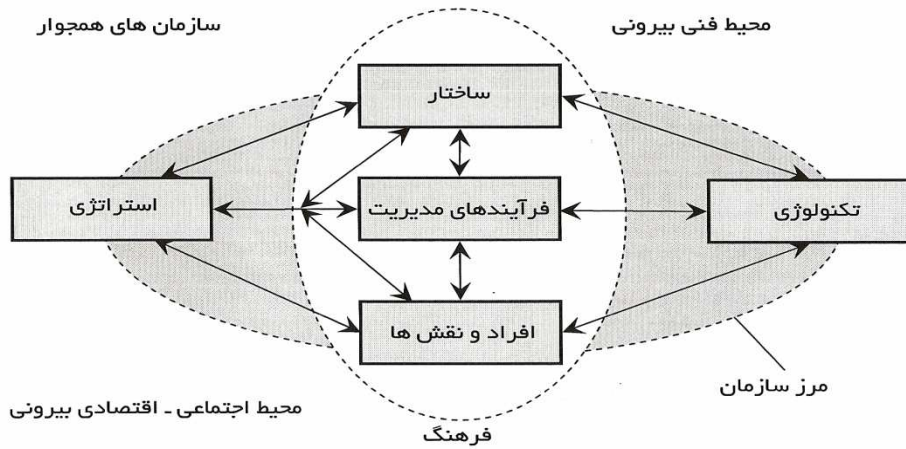 محیط فنی بیرونی
سازمان های همجوار
ساختار
تکنولوژی
فرآیندهای مدیریت
استراتژی
افراد و نقش ها
مرز سازمان
محیط اجتماعی - اقتصادی بیرونی
فرهنگ